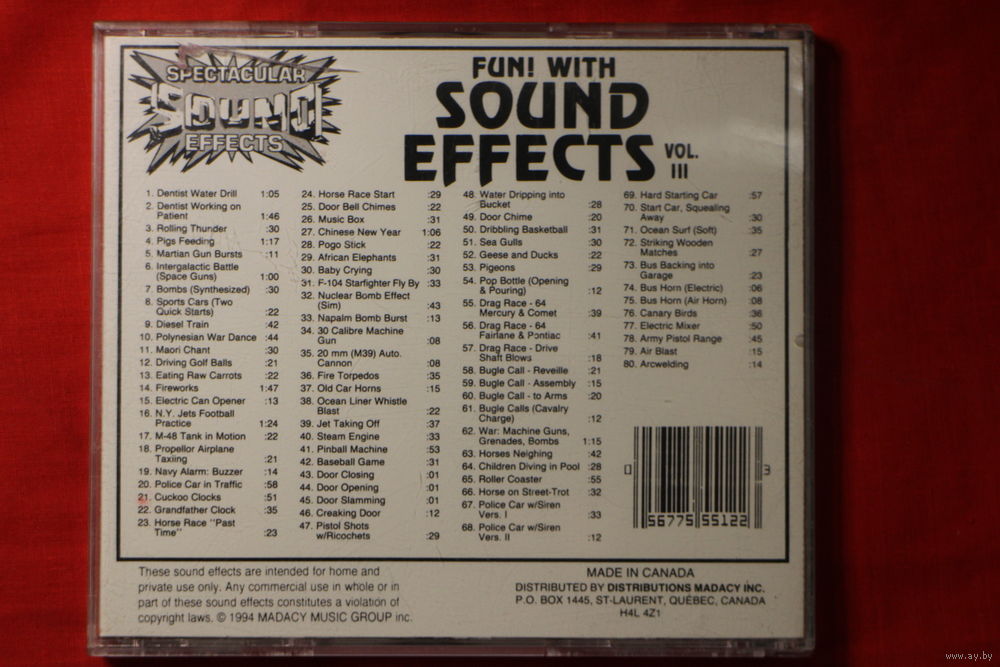 SPECTACULAR
SOUND
EFFECTS
FUN! WITH
SOUND
EFFECTS VOL.
III
1. Dentist Water Drill 1:05
2. Dentist Working on
Patient 1:46
3. Rolling Thunder :30
4. Pigs Feeding 1:17
5. Martian Gun Bursts :11
6. Intergalactic Battle
(Space Guns) 1:00
7. Bombs (Synthesized) :30
8. Sports Cars (Two
Quick Starts) :22
9. Diesel Train :42
10. Polynesian War Dance :44
11. Maori Chant :30
12. Driving Golf Balls :21
13. Eating Raw Carrots :22
14. Fireworks 1:47
15. Electric Can Opener :13
16. N.Y. Jets Football
Practice 1:24
17. M-48 Tank in Motion :22
18. Propellor Airplane
Taxiing :21
19. Navy Alarm: Buzzer :14
20. Police Car in Traffic :58
21. Cuckoo Clocks :51
22. Grandfather Clock :35
23. Horse Race "Past
Time" :23
24. Horse Race Start :29
25. Door Bell Chimes :22
26. Music Box :31
27. Chinese New Year 1:06
28. Pogo Stick :22
29. African Elephants :31
30. Baby Crying :30
31. F-104 Starfighter Fly By :33
32. Nuclear Bomb Effect
(Sim) :43
33. Napalm Bomb Burst :13
34. 30 Calibre Machine
Gun :08
35. 20 mm (M39) Auto.
Cannon :08
36. Fire Torpedos :35
37. Old Car Horns :15
38. Ocean Liner Whistle
Blast :22
39. Jet Taking Off :37
40. Steam Engine :33
41. Pinball Machine :53
42. Baseball Game :31
43. Door Closing :01
44. Door Opening :01
45. Door Slamming :01
46. Creaking Door :12
47. Pistol Shots
w/Ricochets :29
48. Water Dripping into
Bucket :28
49. Door Chime :20
50. Dribbling Basketball :31
51. Sea Gulls :30
52. Geese and Ducks :22
53. Pigeons :29
54. Pop Bottle (Opening
& Pouring) :12
55. Drag Race - 64
Mercury & Comet :39
56. Drag Race - 64
Fairlane & Pontiac :41
57. Drag Race - Drive
Shaft Blows :18
58. Bugle Call - Reveille :21
59. Bugle Call - Assembly :15
60. Bugle Call - to Arms :20
61. Bugle Calls (Cavalry
Charge) :12
62. War: Machine Guns,
Grenades, Bombs 1:15
63. Horses Neighing :42
64. Children Diving in Pool :28
65. Roller Coaster :55
66. Horse on Street-Trot :32
67. Police Car w/Siren
Vers. I :33
68. Police Car w/Siren
Vers. II :12
69. Hard Starting Car :57
70. Start Car, Squealing
Away :30
71. Ocean Surf (Soft) :35
72. Striking Wooden
Matches :27
73. Bus Backing into
Garage :23
74. Bus Horn (Electric) :06
75. Bus Horn (Air Horn) :08
76. Canary Birds :36
77. Electric Mixer :50
78. Army Pistol Range :45
79. Air Blast :15
80. Arcwelding :14
0 56775 55122 3
These sound effects are intended for home and
private use only. Any commercial use in whole or in
part of these sound effects constitutes a violation of
copyright laws. © 1994 MADACY MUSIC GROUP inc.
MADE IN CANADA
DISTRIBUTED BY DISTRIBUTIONS MADACY INC.
P.O. BOX 1445, ST-LAURENT, QUÉBEC, CANADA
H4L 4Z1
www.ay.by